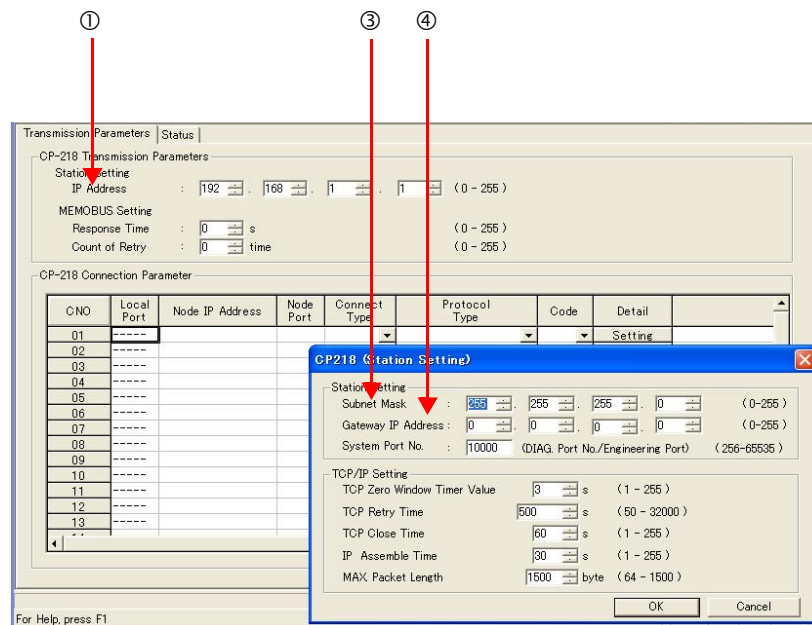 ① ③ ④
Transmission Parameters Status
CP-218 Transmission Parameters
Station Setting
IP Address : 192 . 168 . 1 . 1 (0 - 255)
MEMOBUS Setting
Response Time : 0 s (0 - 255)
Count of Retry : 0 time (0 - 255)
CP-218 Connection Parameter
CNO Local Port Node IP Address Node Port Connect Type Protocol Type Code Detail
01 ----- Setting
02 -----
03 -----
04 -----
05 -----
06 -----
07 -----
08 -----
09 -----
10 -----
11 -----
12 -----
13 -----
CP218 (Station Setting)
Station Setting
Subnet Mask : 255 . 255 . 255 . 0 (0-255)
Gateway IP Address : 0 . 0 . 0 . 0 (0-255)
System Port No. : 10000 (DIAG. Port No./Engineering Port) (256-65535)
TCP/IP Setting
TCP Zero Window Timer Value 3 s (1 - 255)
TCP Retry Time 500 s (50 - 32000)
TCP Close Time 60 s (1 - 255)
IP Assemble Time 30 s (1 - 255)
MAX. Packet Length 1500 byte (64 - 1500)
OK Cancel
For Help, press F1